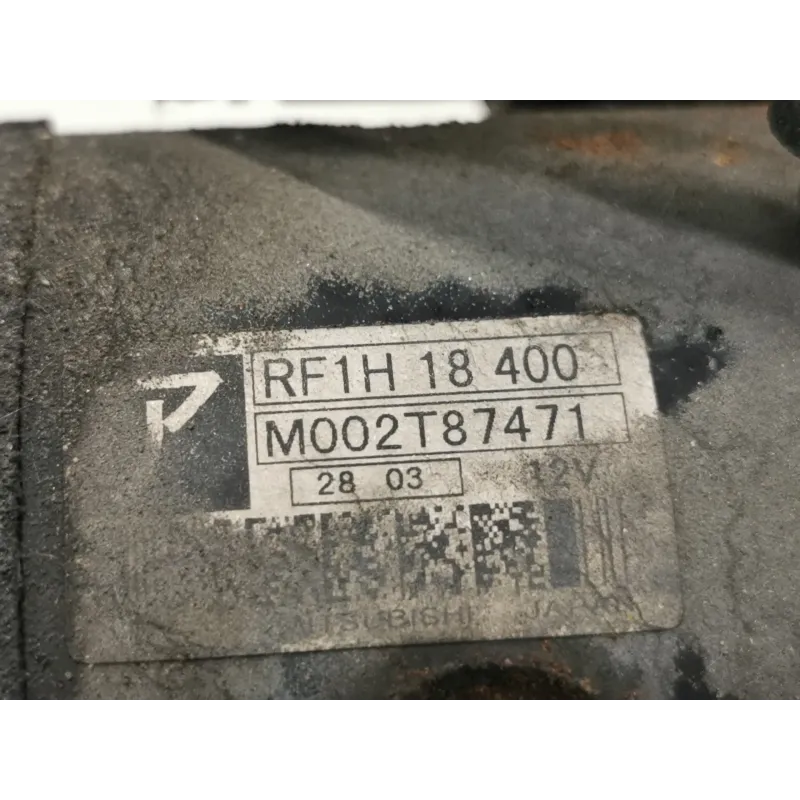 RF1H 18 400
M002T87471
28 03 12V
MITSUBISHI JAPAN